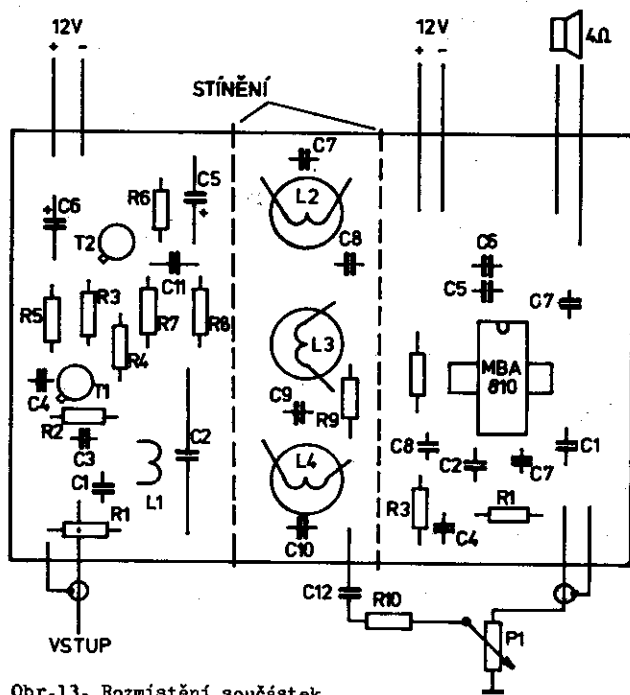 12V
+ -
12V
+ -
4Ω
STÍNĚNÍ
C7
L2
C5
+
R6
+
C6
T2
C8
C11
C6
C5
C7
R5
R3
R7
R8
R4
L3
MBA
810
C4
T1
C9
R9
R2
C3
C2
L4
C8
C2
C7
C1
C1
L1
R1
R3
R1
C10
C4
C12
R10
P1
VSTUP
Obr.13. Rozmístění součástek